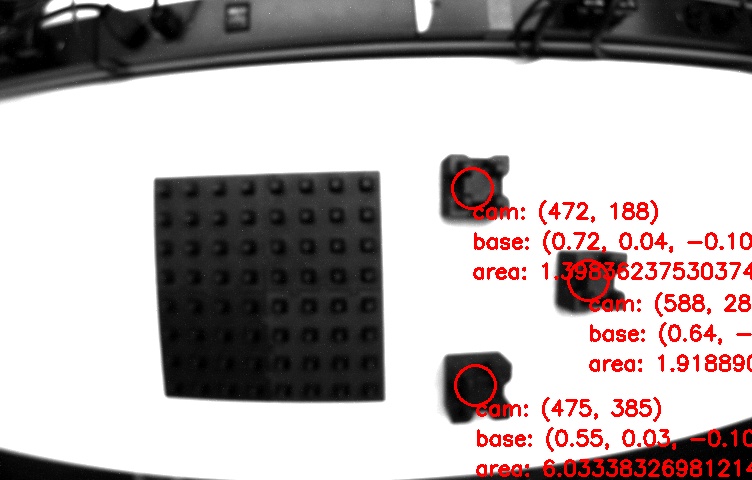 cam: (472, 188)
base: (0.72, 0.04, −0.10
area: 1.39836237530374
cam: (588, 28
base: (0.64, −
area: 1.918890
cam: (475, 385)
base: (0.55, 0.03, −0.10
area: 6.03338326981214